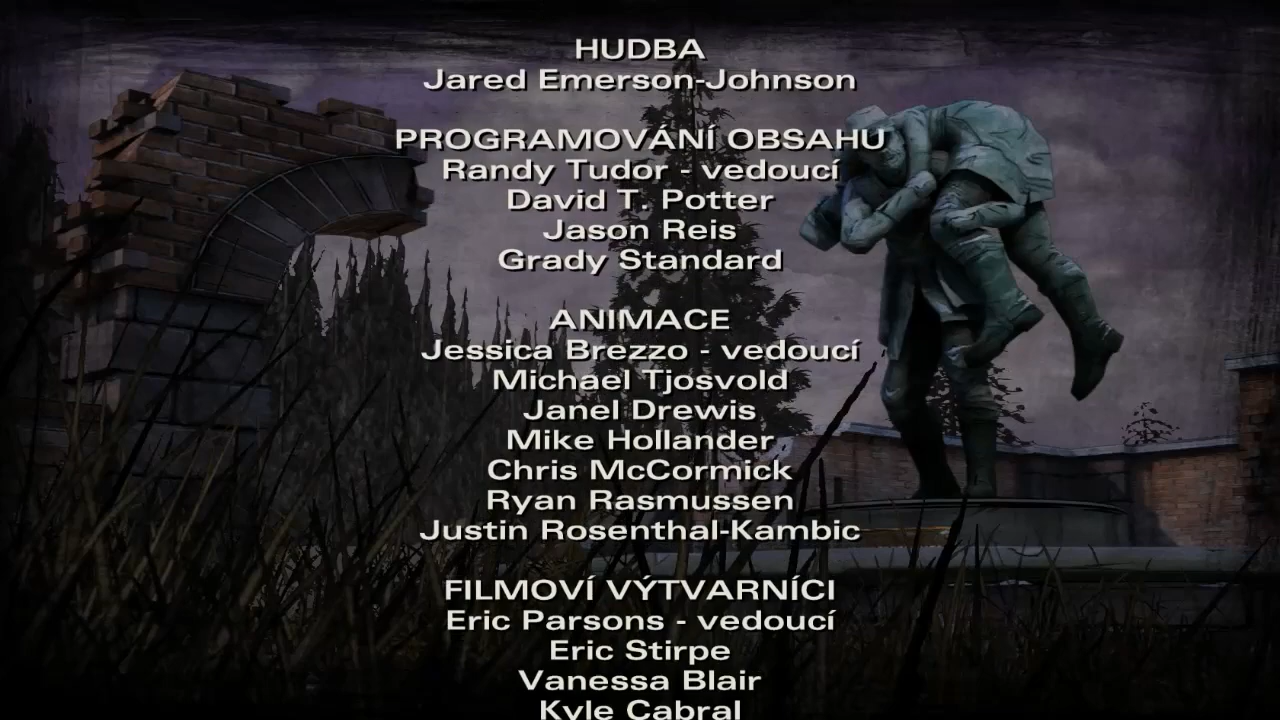 HUDBA
Jared Emerson-Johnson
PROGRAMOVÁNÍ OBSAHU
Randy Tudor - vedoucí
David T. Potter
Jason Reis
Grady Standard
ANIMACE
Jessica Brezzo - vedoucí
Michael Tjosvold
Janel Drewis
Mike Hollander
Chris McCormick
Ryan Rasmussen
Justin Rosenthal-Kambic
FILMOVÍ VÝTVARNÍCI
Eric Parsons - vedoucí
Eric Stirpe
Vanessa Blair
Kyle Cabral